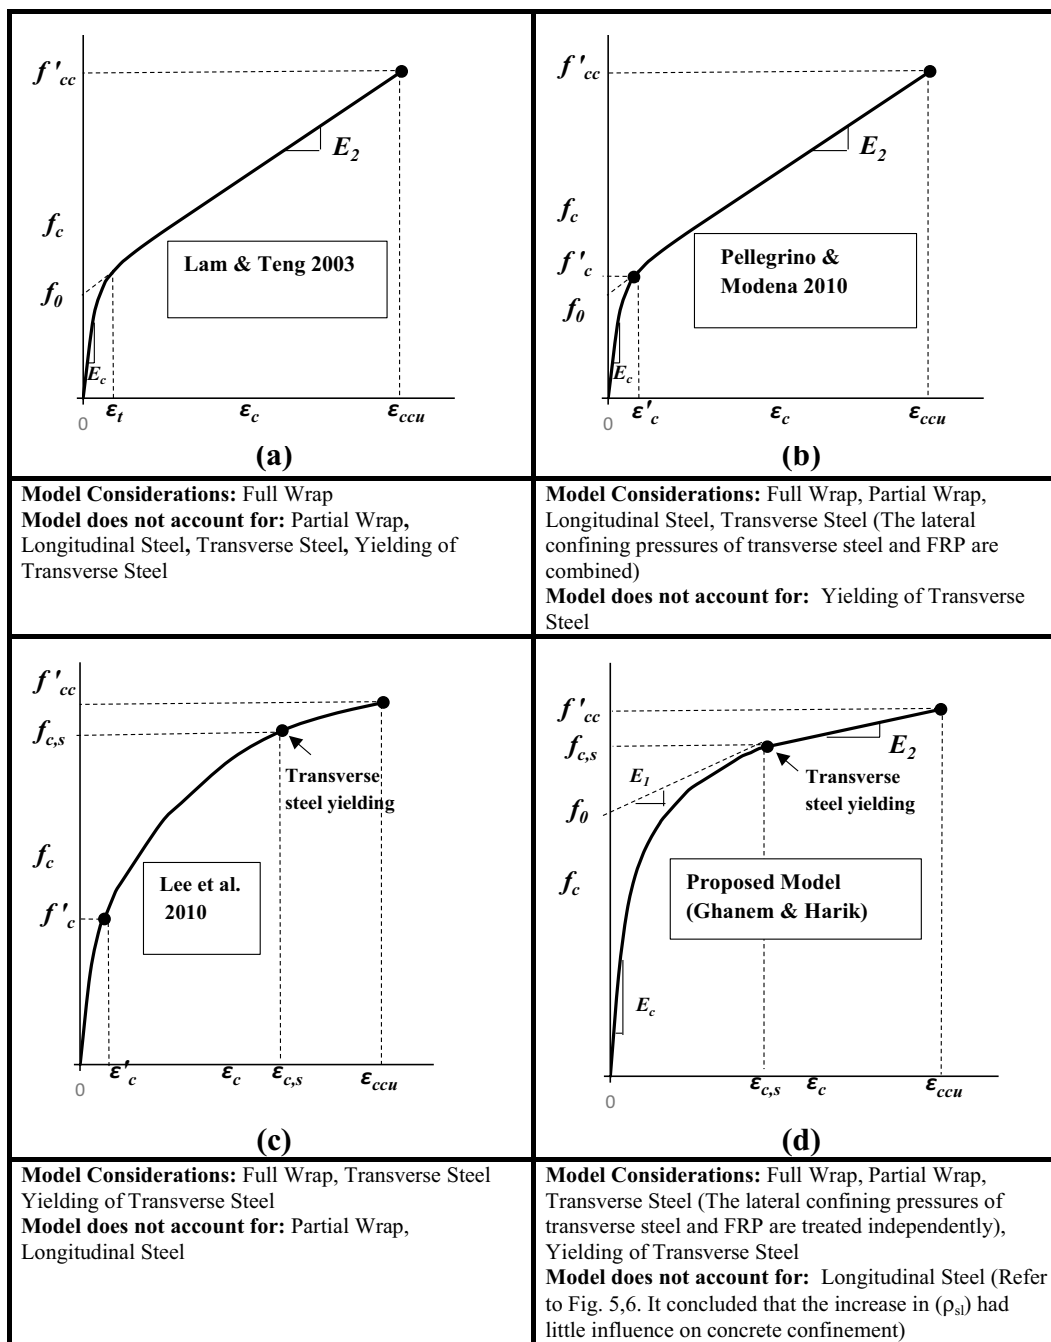 f'cc
E2
fc
Lam & Teng 2003
f0
Ec
0
εt
εc
εccu
(a)
f'cc
E2
fc
f'c
Pellegrino &
Modena 2010
f0
Ec
0
ε'c
εc
εccu
(b)
Model Considerations: Full Wrap
Model does not account for: Partial Wrap,
Longitudinal Steel, Transverse Steel, Yielding of
Transverse Steel
Model Considerations: Full Wrap, Partial Wrap,
Longitudinal Steel, Transverse Steel (The lateral
confining pressures of transverse steel and FRP are
combined)
Model does not account for: Yielding of Transverse
Steel
f'cc
fc,s
Transverse
steel yielding
fc
Lee et al.
2010
f'c
0
ε'c
εc
εc,s
εccu
(c)
f'cc
fc,s
E2
E1
Transverse
steel yielding
f0
fc
Proposed Model
(Ghanem & Harik)
Ec
0
εc,s
εc
εccu
(d)
Model Considerations: Full Wrap, Transverse Steel
Yielding of Transverse Steel
Model does not account for: Partial Wrap,
Longitudinal Steel
Model Considerations: Full Wrap, Partial Wrap,
Transverse Steel (The lateral confining pressures of
transverse steel and FRP are treated independently),
Yielding of Transverse Steel
Model does not account for: Longitudinal Steel (Refer
to Fig. 5,6. It concluded that the increase in (ρsl) had
little influence on concrete confinement)